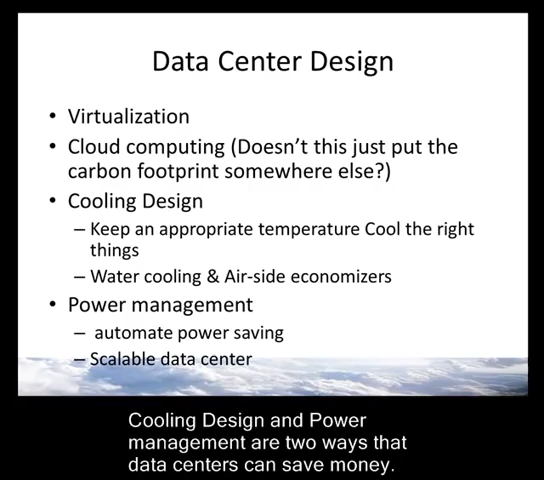 Data Center Design
• Virtualization
• Cloud computing (Doesn't this just put the
carbon footprint somewhere else?)
• Cooling Design
– Keep an appropriate temperature Cool the right
things
– Water cooling & Air-side economizers
• Power management
– automate power saving
– Scalable data center
Cooling Design and Power
management are two ways that
data centers can save money.